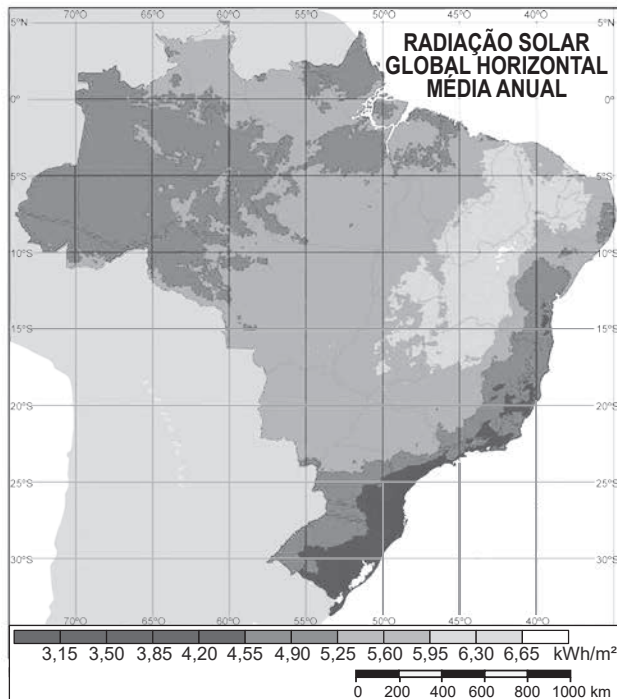 RADIAÇÃO SOLAR
GLOBAL HORIZONTAL
MÉDIA ANUAL
70°O 65°O 60°O 55°O 50°O 45°O 40°O
5°N 5°N
0° 0°
5°S 5°S
10°S 10°S
15°S 15°S
20°S 20°S
25°S 25°S
30°S 30°S
70°O 65°O 60°O 55°O 50°O 45°O 40°O
3,15 3,50 3,85 4,20 4,55 4,90 5,25 5,60 5,95 6,30 6,65 kWh/m²
0 200 400 600 800 1000 km